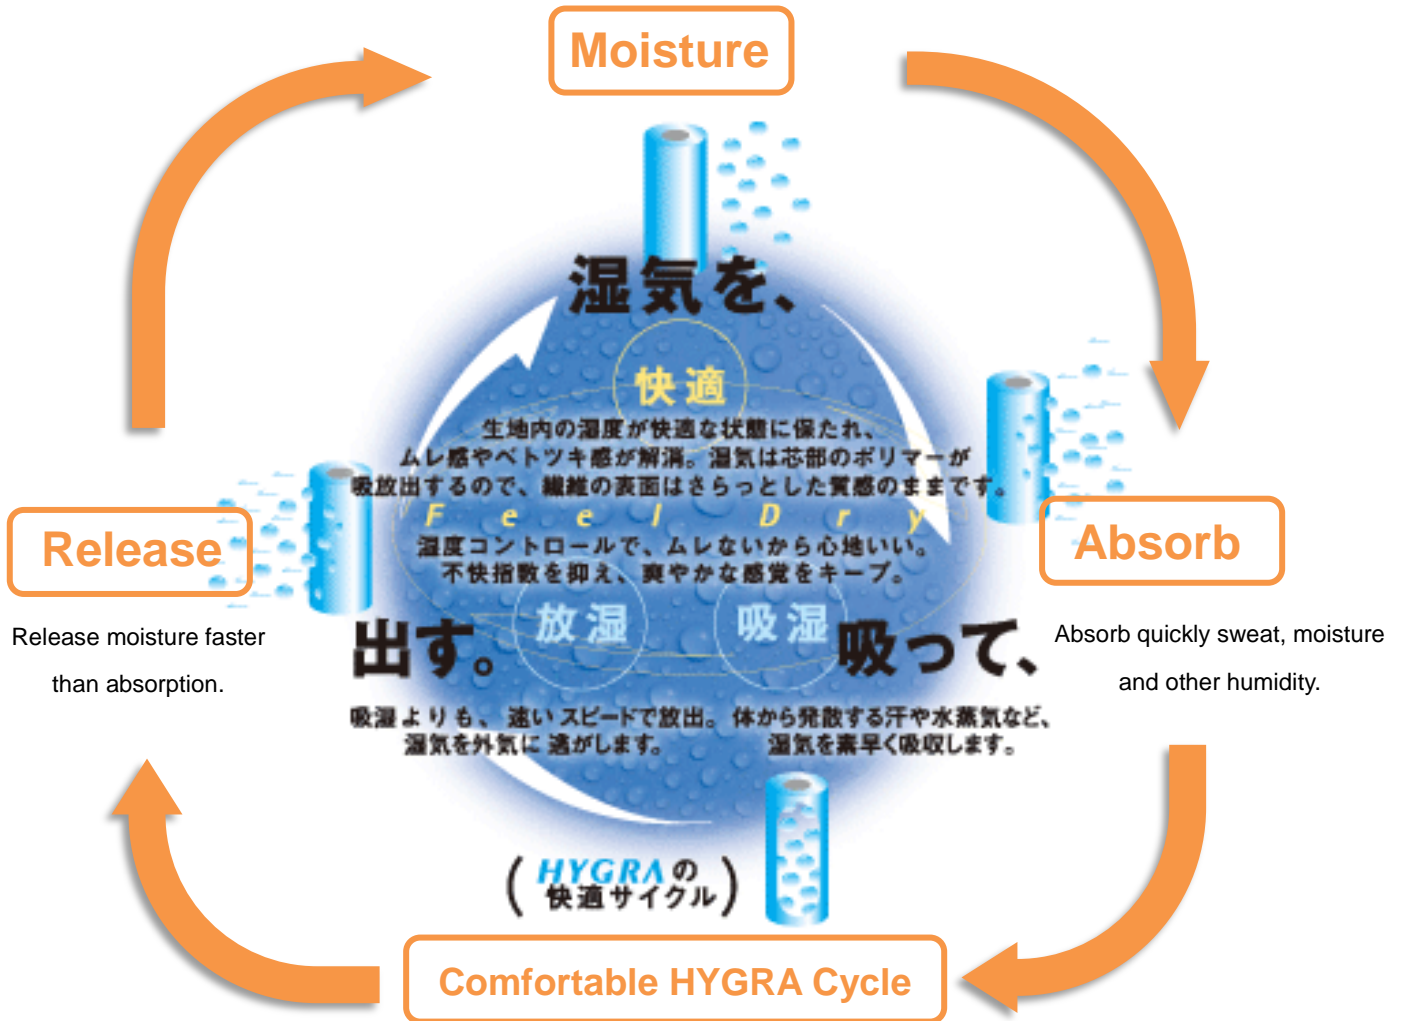 Moisture
湿気を、
快適
生地内の湿度が快適な状態に保たれ、
ムレ感やベトツキ感が解消。湿気は芯部のポリマーが
吸放出するので、繊維の表面はさらっとした質感のままです。
Feel Dry
湿度コントロールで、ムレないから心地いい。
不快指数を抑え、爽やかな感覚をキープ。
Release
Absorb
放湿
吸湿
出す。
吸って、
Release moisture faster
than absorption.
Absorb quickly sweat, moisture
and other humidity.
吸湿よりも、速いスピードで放出。
湿気を外気に逃がします。
体から発散する汗や水蒸気など、
湿気を素早く吸収します。
(HYGRAの
快適サイクル)
Comfortable HYGRA Cycle